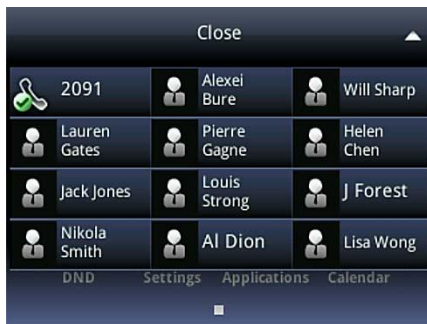 Close
2091
Alexei
Bure
Will Sharp
Lauren
Gates
Pierre
Gagne
Helen
Chen
Jack Jones
Louis
Strong
J Forest
Nikola
Smith
Al Dion
Lisa Wong
DND Settings Applications Calendar